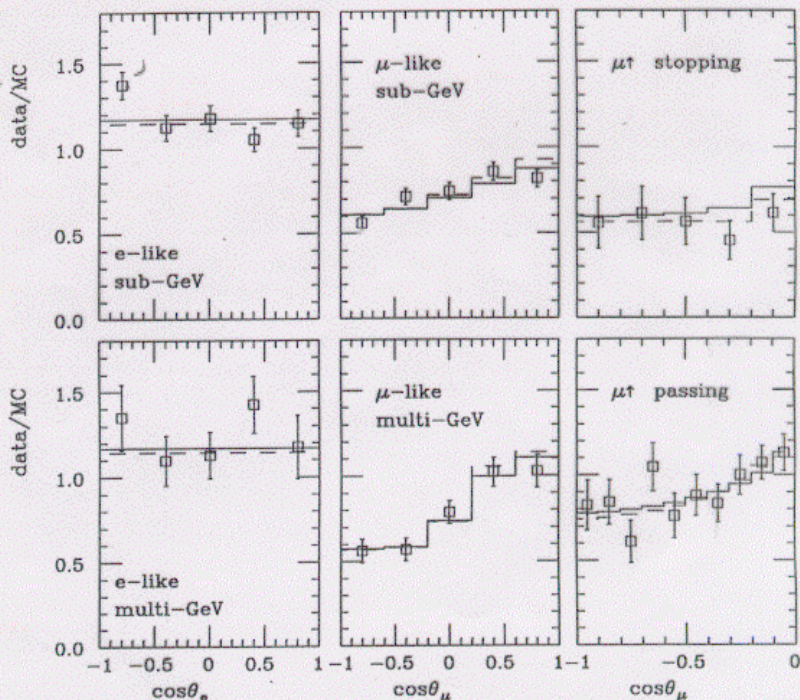 data/MC
1.5
1.0
0.5
0.0
e-like
sub-GeV
μ-like
sub-GeV
μ↑ stopping
data/MC
1.5
1.0
0.5
0.0
e-like
multi-GeV
μ-like
multi-GeV
μ↑ passing
−1 −0.5 0 0.5 1
−1 −0.5 0 0.5 1
−1 −0.5 0
cosθe
cosθμ
cosθμ